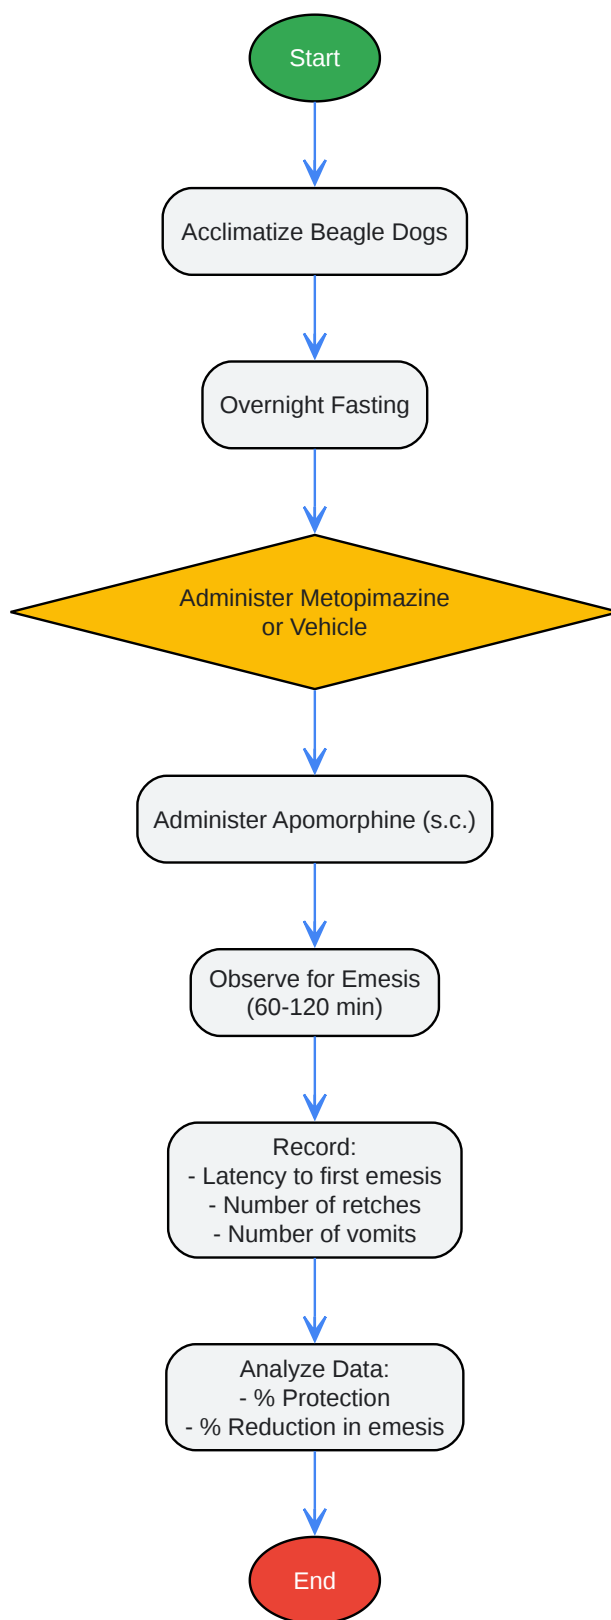 Start
Acclimatize Beagle Dogs
Overnight Fasting
Administer Metopimazine
or Vehicle
Administer Apomorphine (s.c.)
Observe for Emesis
(60-120 min)
Record:
- Latency to first emesis
- Number of retches
- Number of vomits
Analyze Data:
- % Protection
- % Reduction in emesis
End